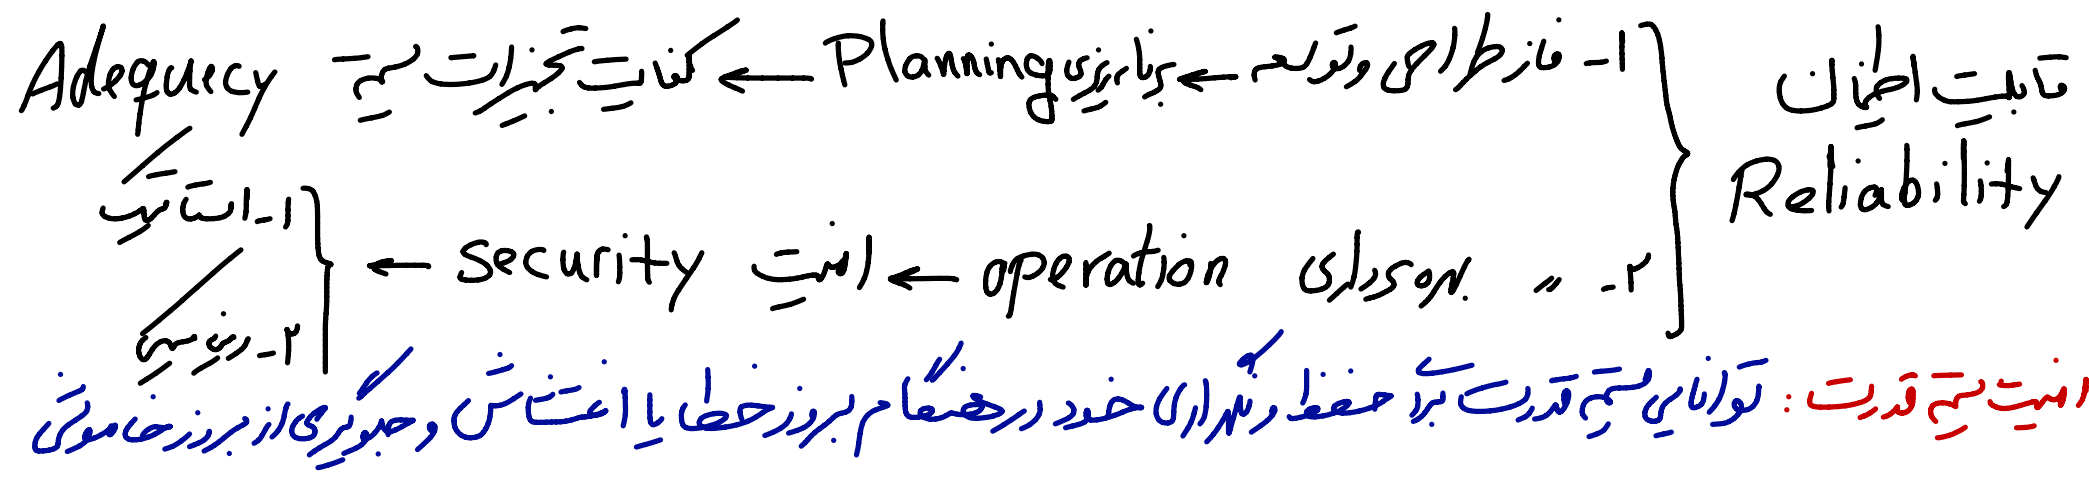 قابلیت اطمینان
Reliability
۱- فاز طراحی و توسعه ← برنامه‌ریزی Planning ← کفایت تجهیزات سیستم Adequecy
۲- 〃 بهره‌برداری operation ← امنیت security ←
۱- استاتیک
۲- دینامیک
امنیت سیستم قدرت : توانایی سیستم قدرت برای حفظ و نگهداری خود در هنگام بروز خطا یا اغتشاش و جلوگیری از بروز خاموشی